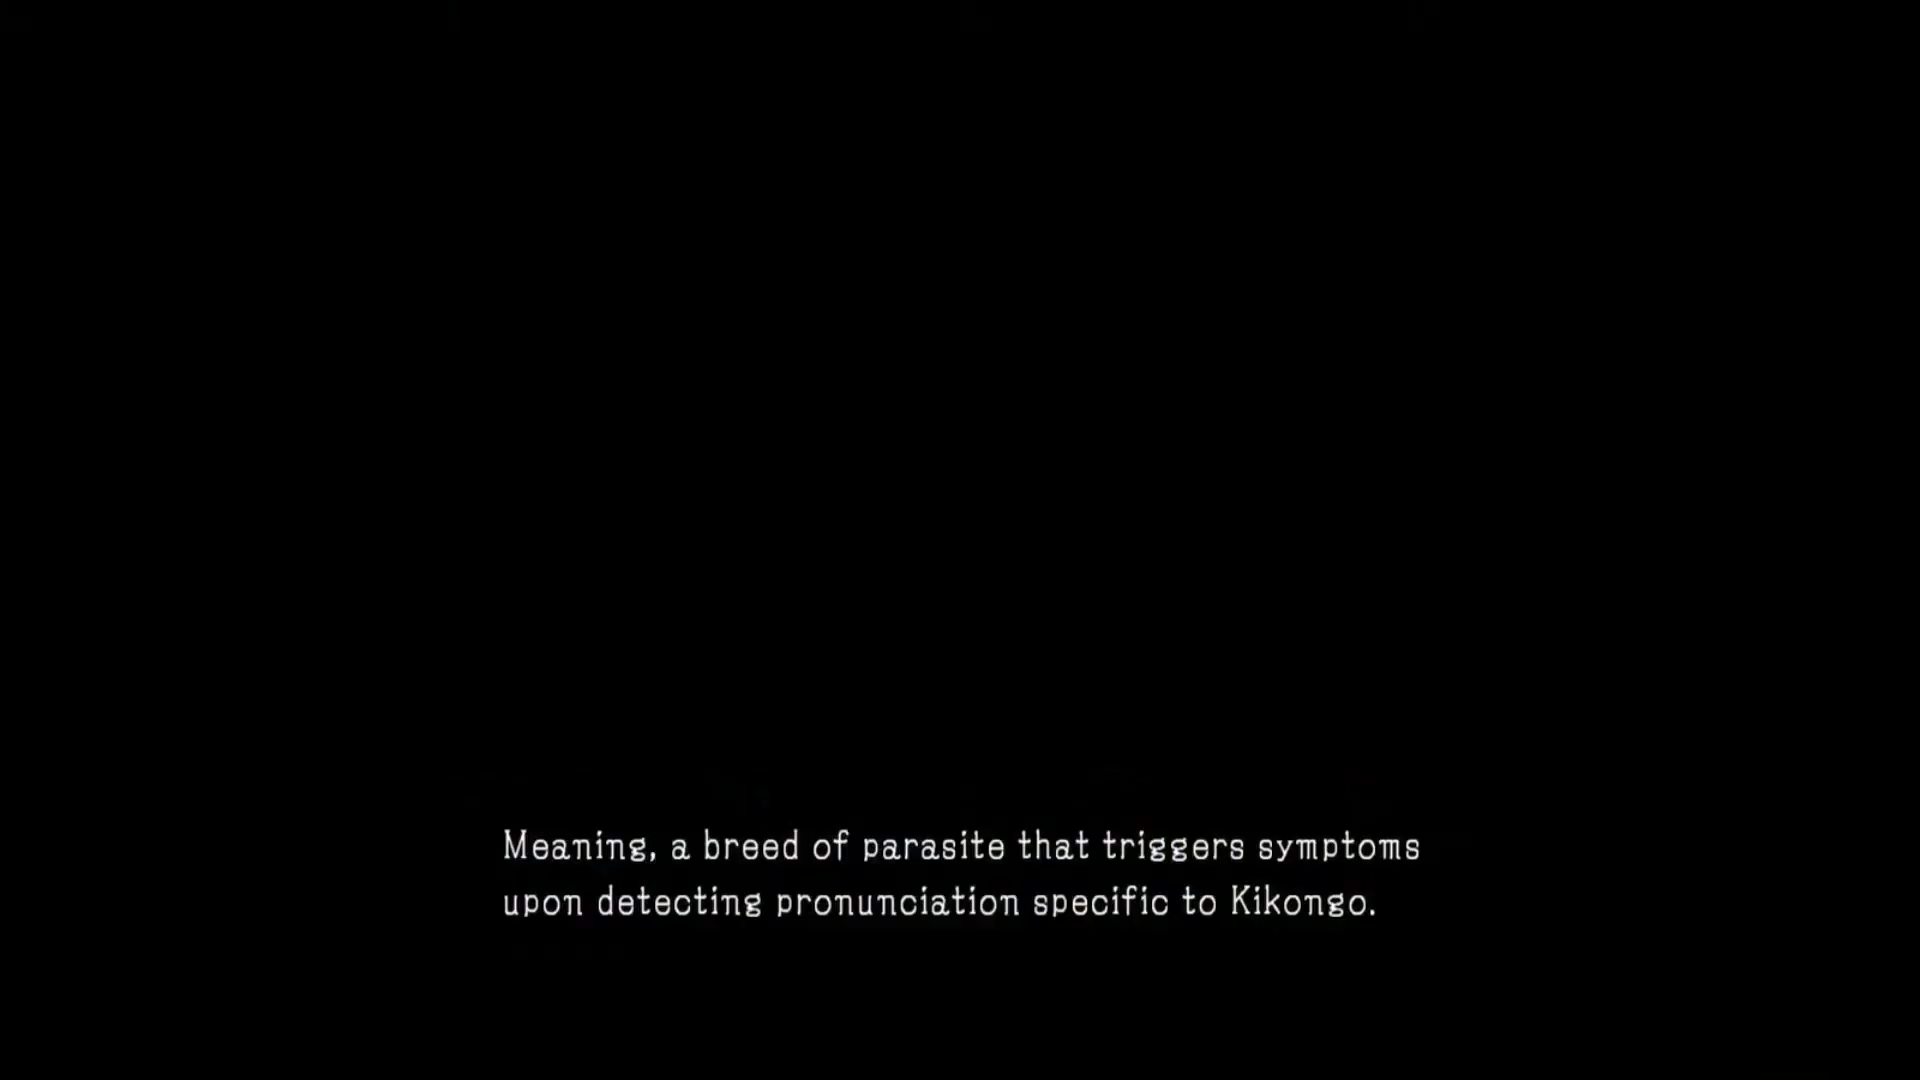 Meaning, a breed of parasite that triggers symptoms
upon detecting pronunciation specific to Kikongo.